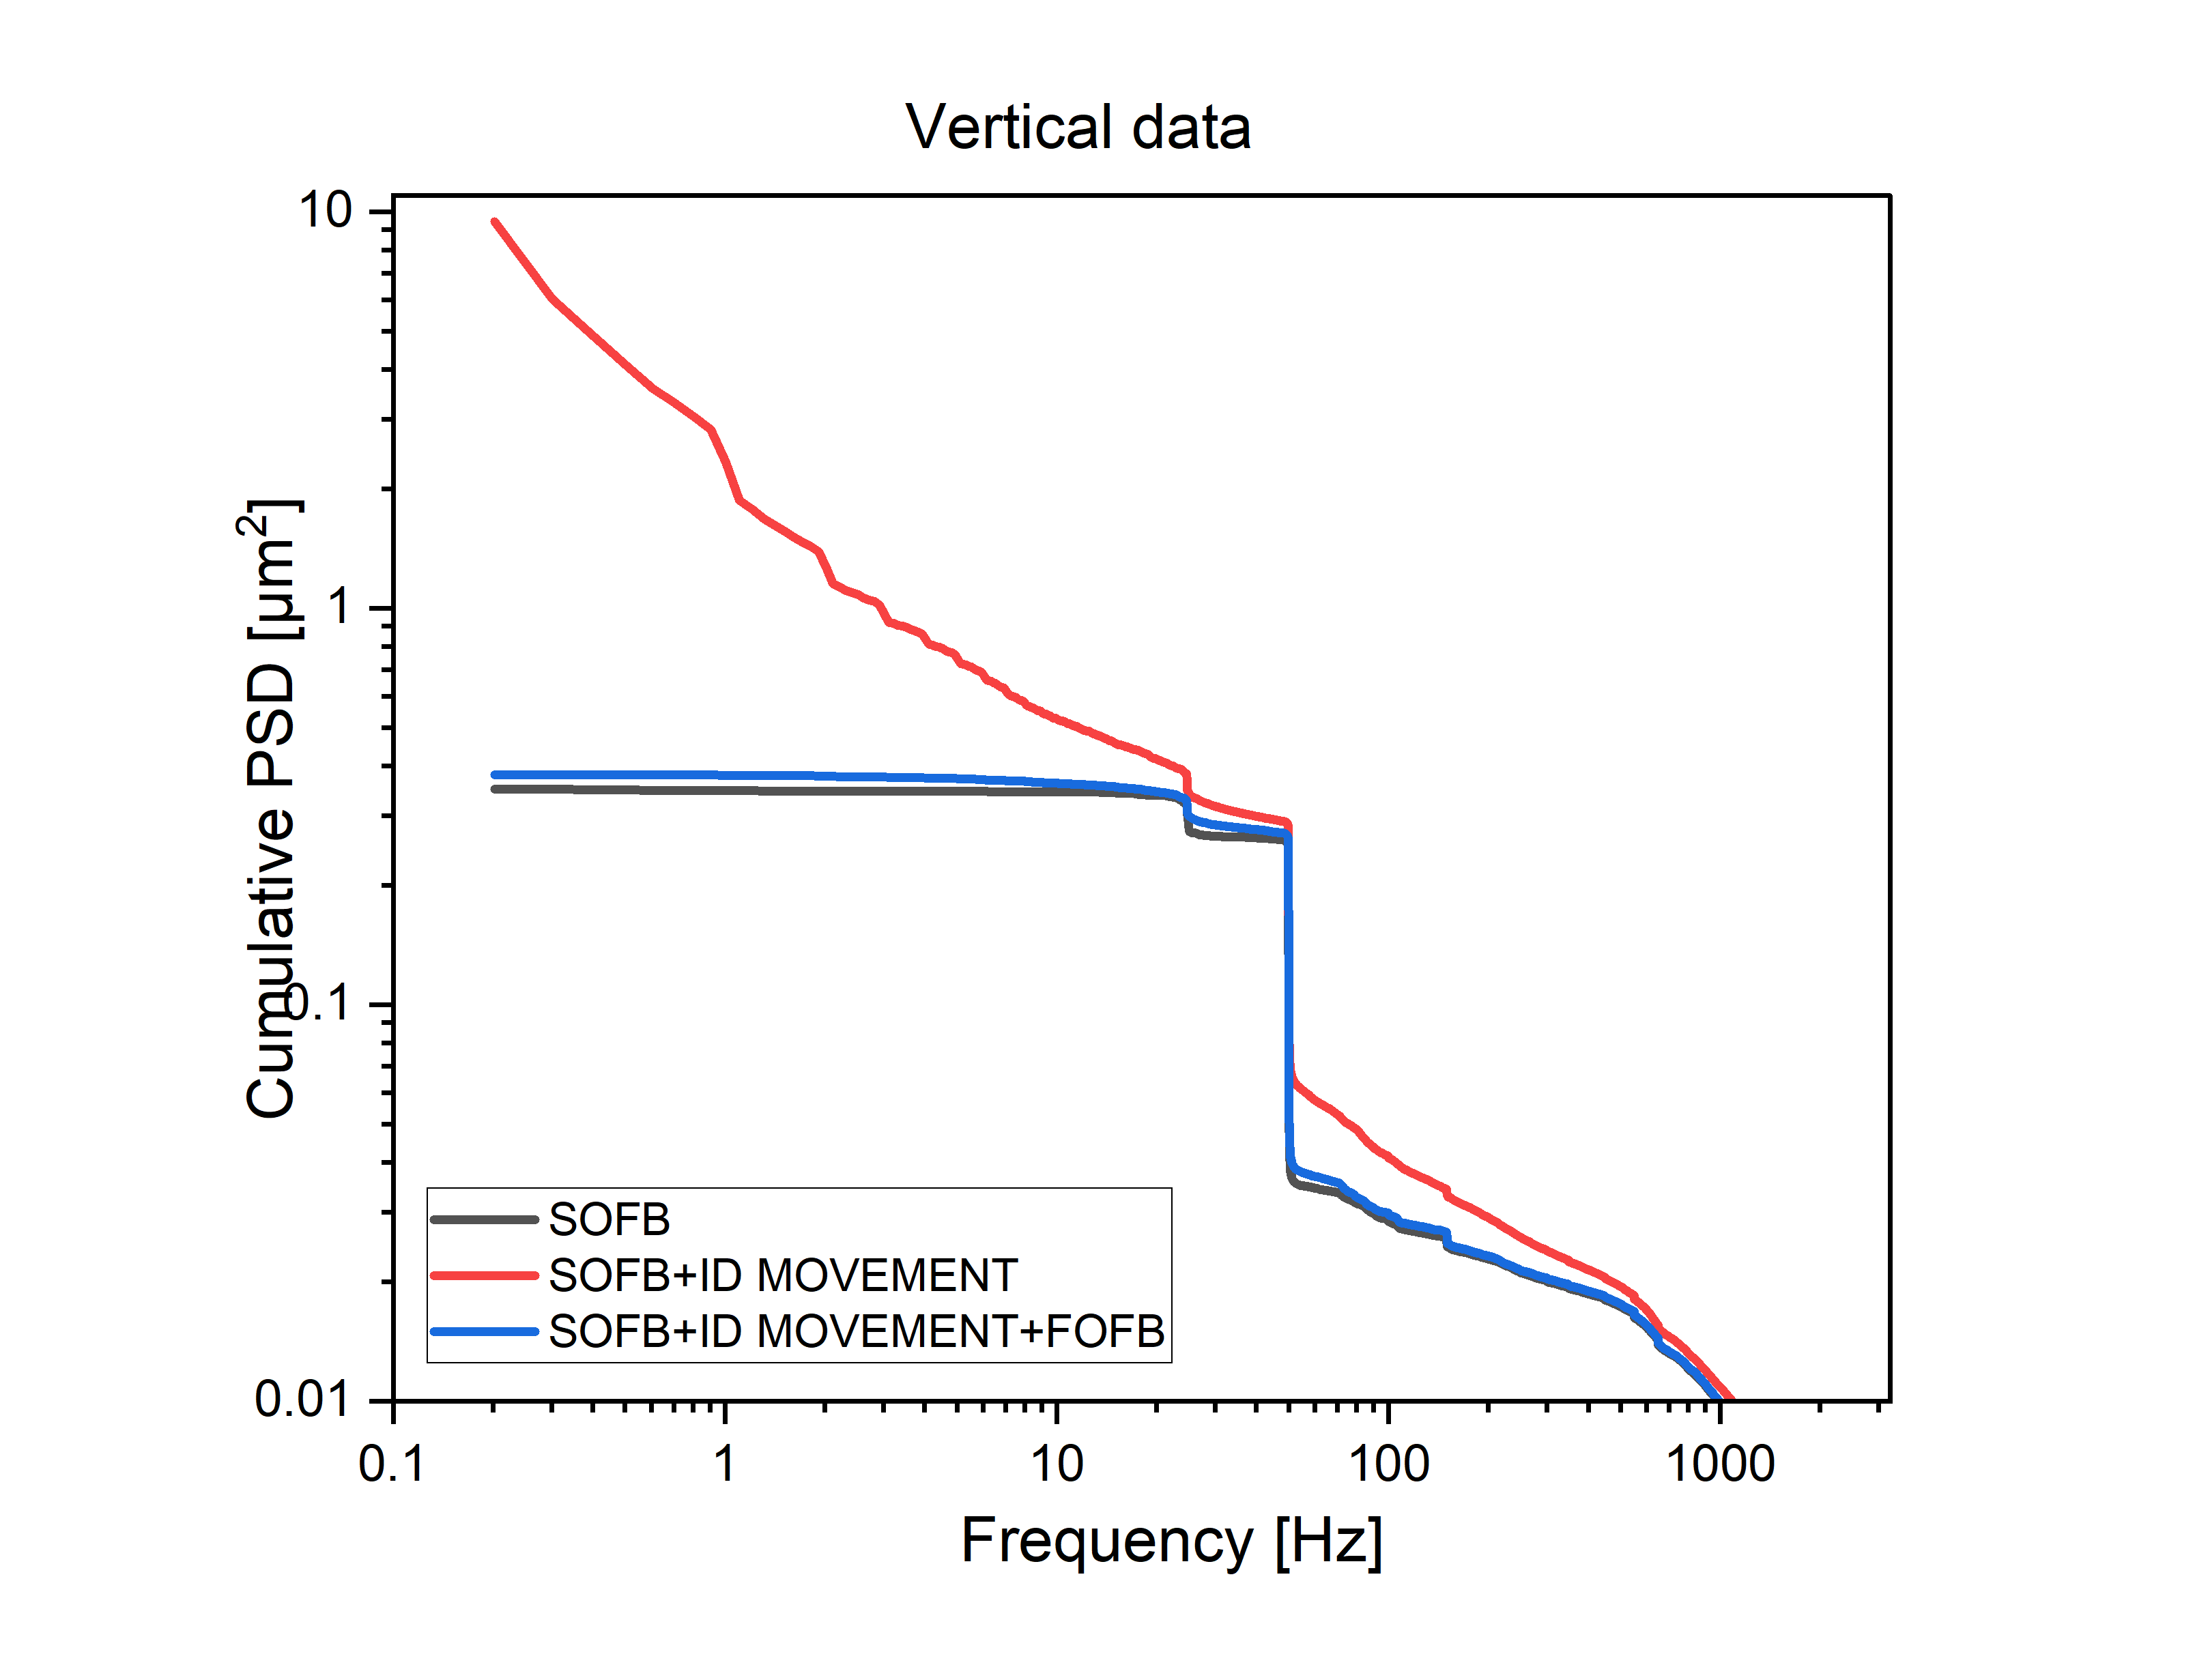 Vertical data
10
1
0.1
0.01
Cumulative PSD [µm²]
SOFB
SOFB+ID MOVEMENT
SOFB+ID MOVEMENT+FOFB
0.1 1 10 100 1000
Frequency [Hz]